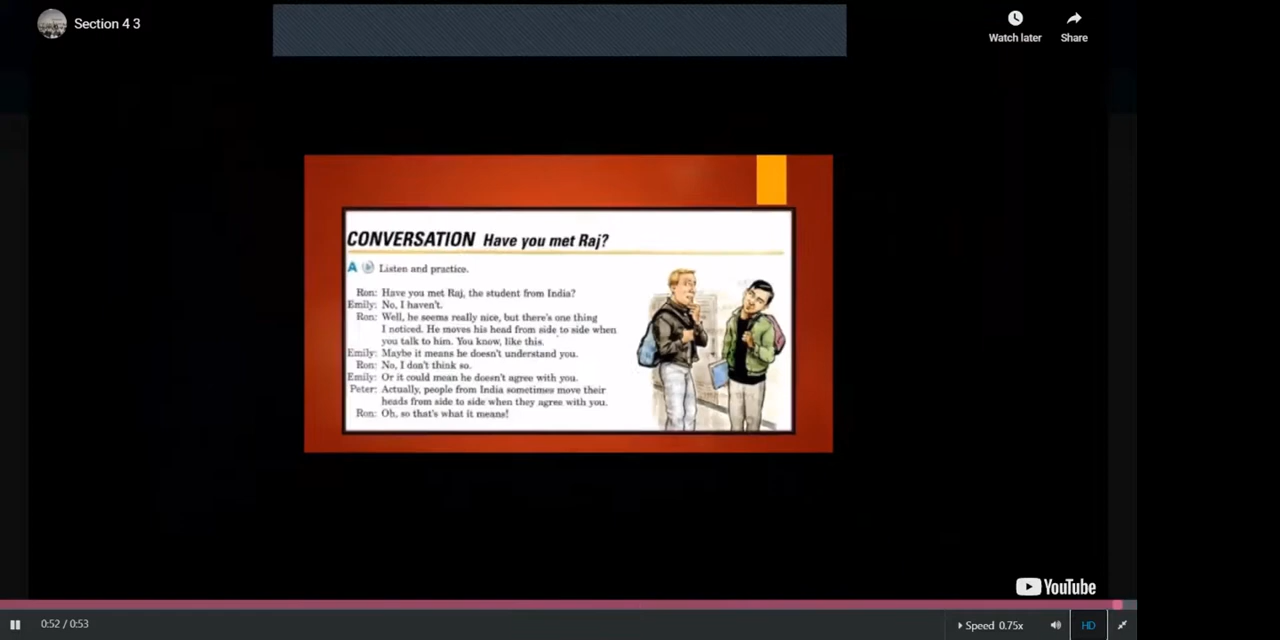 Section 4 3
Watch later
Share
CONVERSATION Have you met Raj?
A Listen and practice.
Ron: Have you met Raj, the student from India?
Emily: No, I haven't.
Ron: Well, he seems really nice, but there's one thing
I noticed. He moves his head from side to side when
you talk to him. You know, like this.
Emily: Maybe it means he doesn't understand you.
Ron: No, I don't think so.
Emily: Or it could mean he doesn't agree with you.
Peter: Actually, people from India sometimes move their
heads from side to side when they agree with you.
Ron: Oh, so that's what it means!
YouTube
0:52 / 0:53
Speed 0.75x
HD